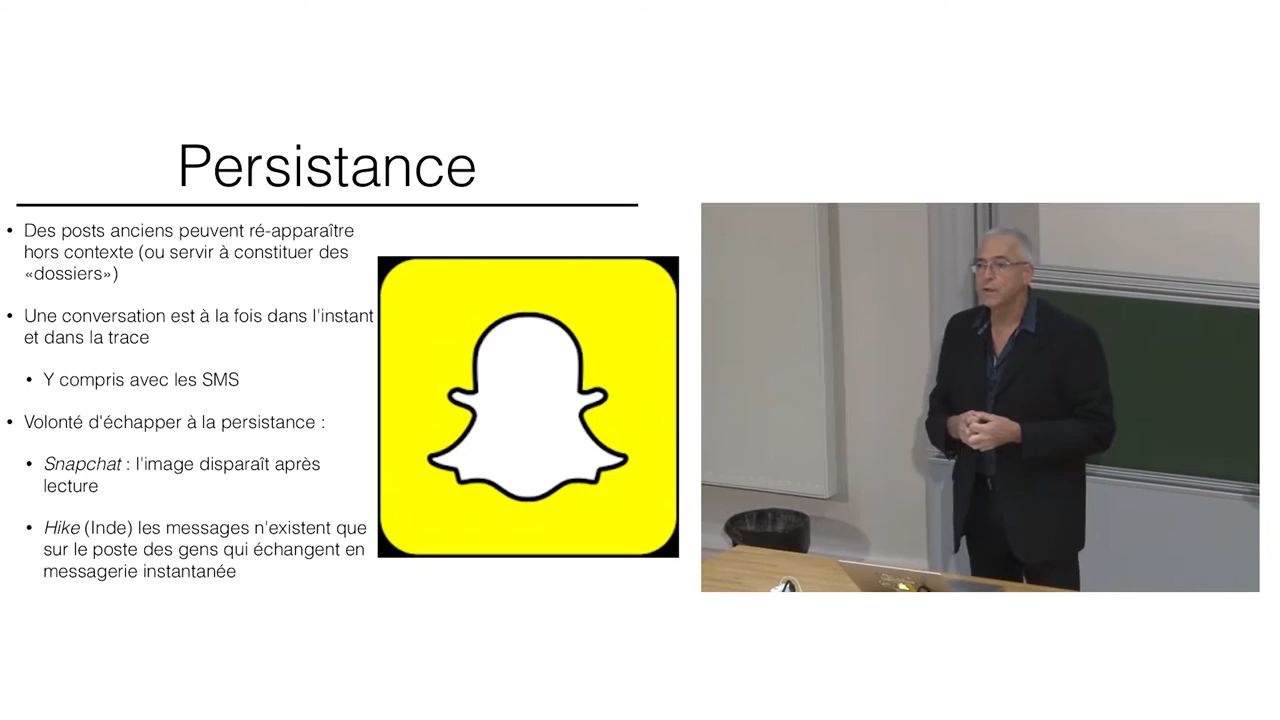 Persistance
• Des posts anciens peuvent ré-apparaître
hors contexte (ou servir à constituer des
«dossiers»)
• Une conversation est à la fois dans l'instant
et dans la trace
• Y compris avec les SMS
• Volonté d'échapper à la persistance :
• Snapchat : l'image disparaît après
lecture
• Hike (Inde) les messages n'existent que
sur le poste des gens qui échangent en
messagerie instantanée